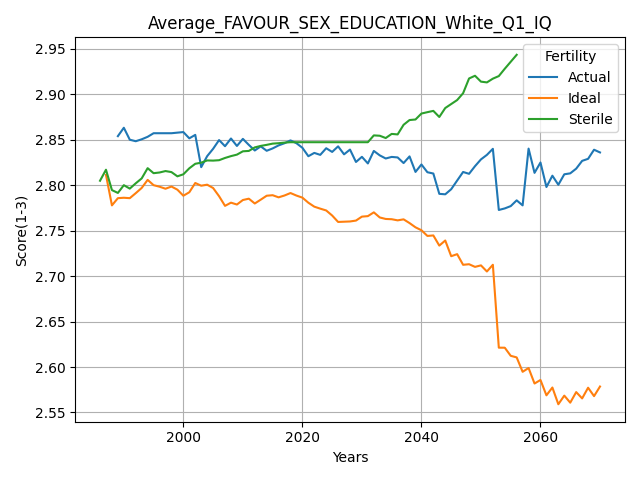 Average_FAVOUR_SEX_EDUCATION_White_Q1_IQ
Score(1-3)
2.95
2.90
2.85
2.80
2.75
2.70
2.65
2.60
2.55
Fertility
Actual
Ideal
Sterile
2000
2020
2040
2060
Years